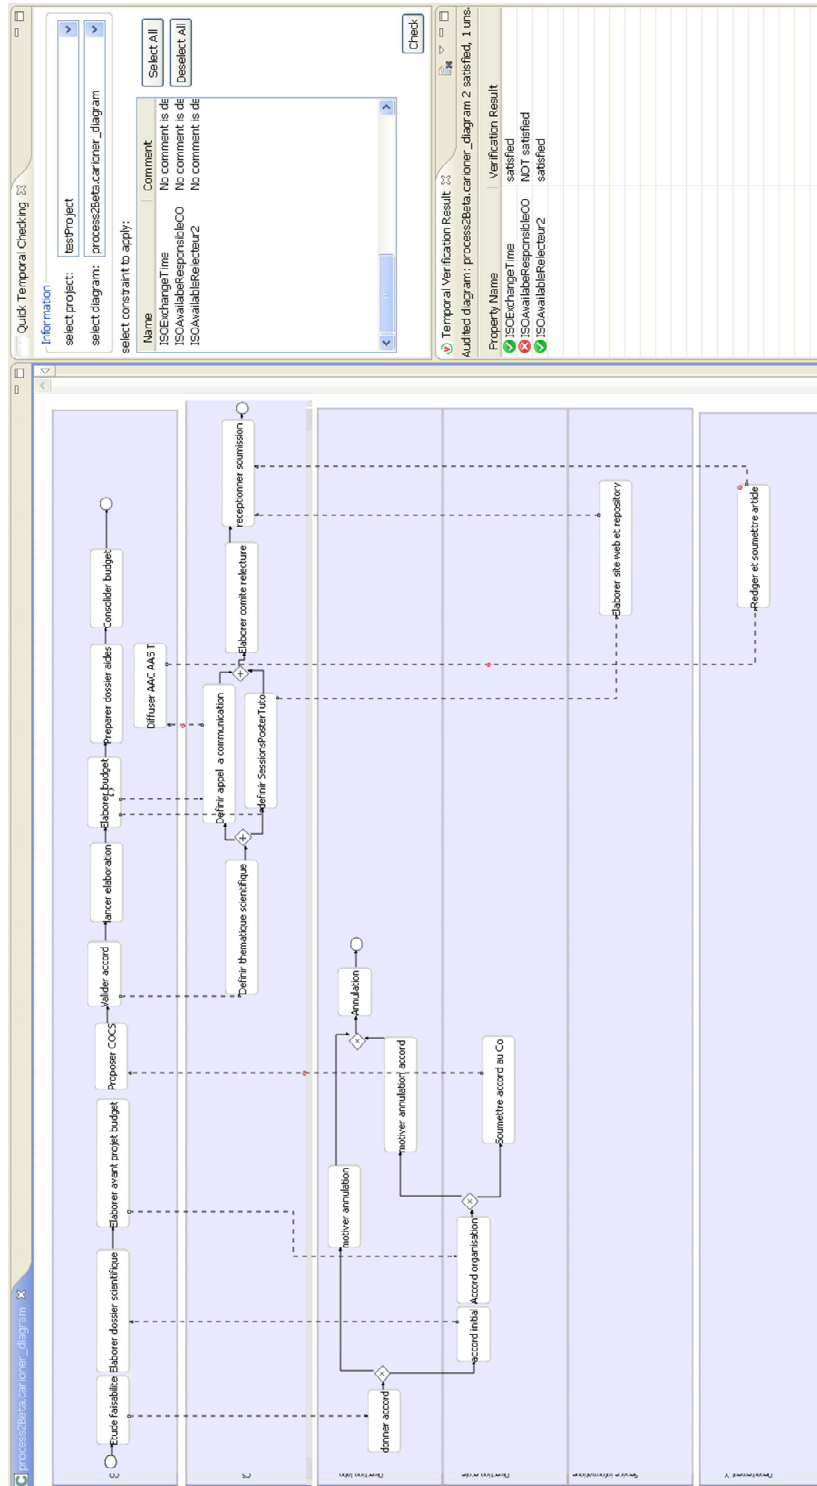 process2Beta.carioner_diagram
Etude faisabilite
Elaborer dossier scientifique
Elaborer avant projet budget
Proposer COCS
Valider accord
lancer elaboration
Elaborer budget
Preparer dossier aides
Consolider budget
Diffuser AAC AAS T
CS
Definir thematique scientifique
Definir appel a communication
definir SessionsPosterTuto
Elaborer comite relecture
receptionner soumission
donner accord
motiver annulation
motiver annulation accord
Annulation
accord initial
Accord organisation
Soumettre accord au Co
Elaborer site web et repository
Rediger et soumettre article
Quick Temporal Checking
Information
select project: testProject
select diagram: process2Beta.carioner_diagram
select constraint to apply:
Name Comment
ISOExchangeTime No comment is de
ISOAvailabeResponsibleCO No comment is de
ISOAvailableRelecteur2 No comment is de
Select All
Deselect All
Check
Temporal Verification Result
Audited diagram: process2Beta.carioner_diagram 2 satisfied, 1 uns
Property Name Verification Result
ISOExchangeTime satisfied
ISOAvailabeResponsibleCO NOT satisfied
ISOAvailableRelecteur2 satisfied